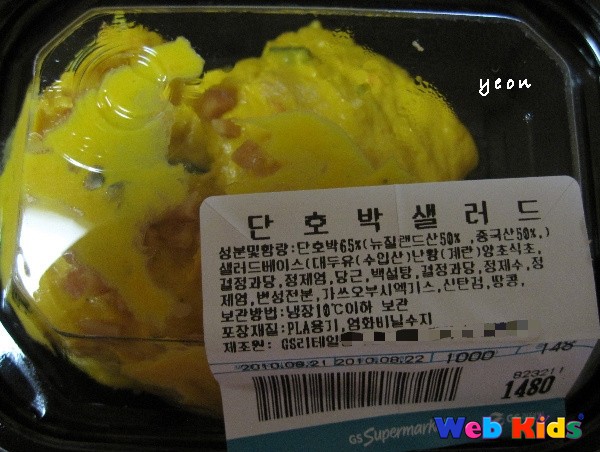 yeon
단호박샐러드
성분및함량:단호박65%(뉴질랜드산50%,중국산50%.)
샐러드베이스(대두유(수입산)난황(계란)양조식초,
결정과당,정제염,당근,백설탕,결정과당,정제수,정
제염,변성전분,가쓰오부시엑기스,신탄검,땅콩,
보관방법:냉장10℃이하 보관
포장재질:PLA용기,염화비닐수지
제조원: GS리테일
2010.09.21 2010.09.22 1000 148
823211
1480
GS Supermark
Web Kids